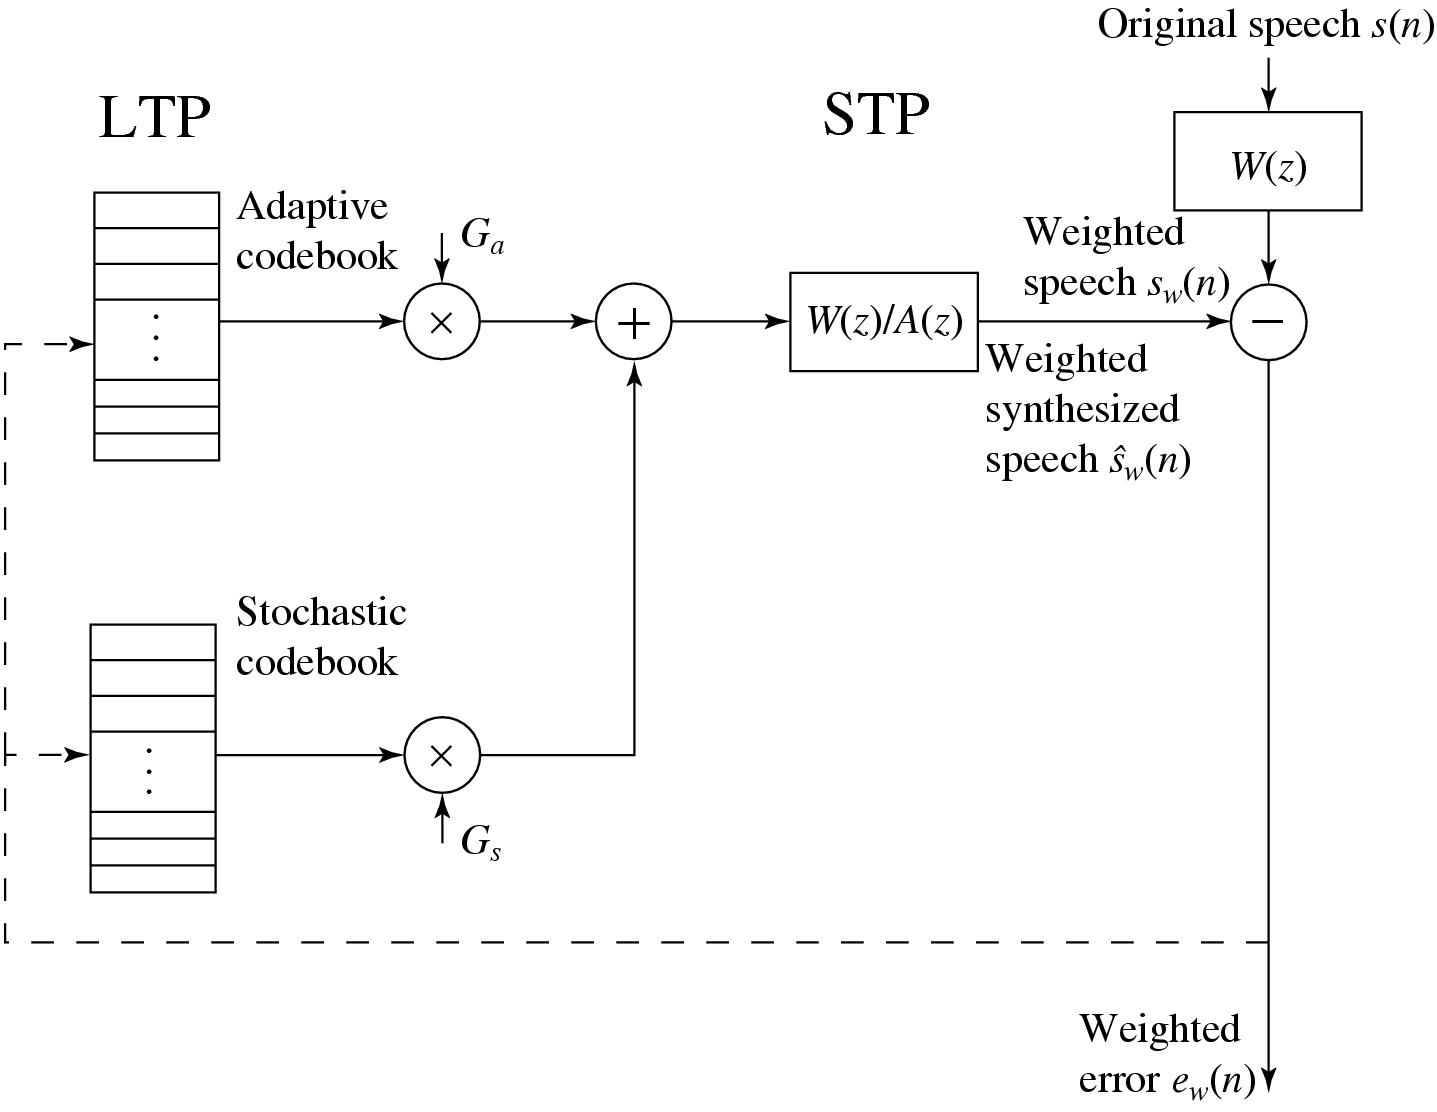 Original speech s(n)
LTP
STP
W(z)
Adaptive
codebook
G_a
Weighted
speech s_w(n)
×
+
W(z)/A(z)
−
Weighted
synthesized
speech ŝ_w(n)
Stochastic
codebook
×
G_s
Weighted
error e_w(n)